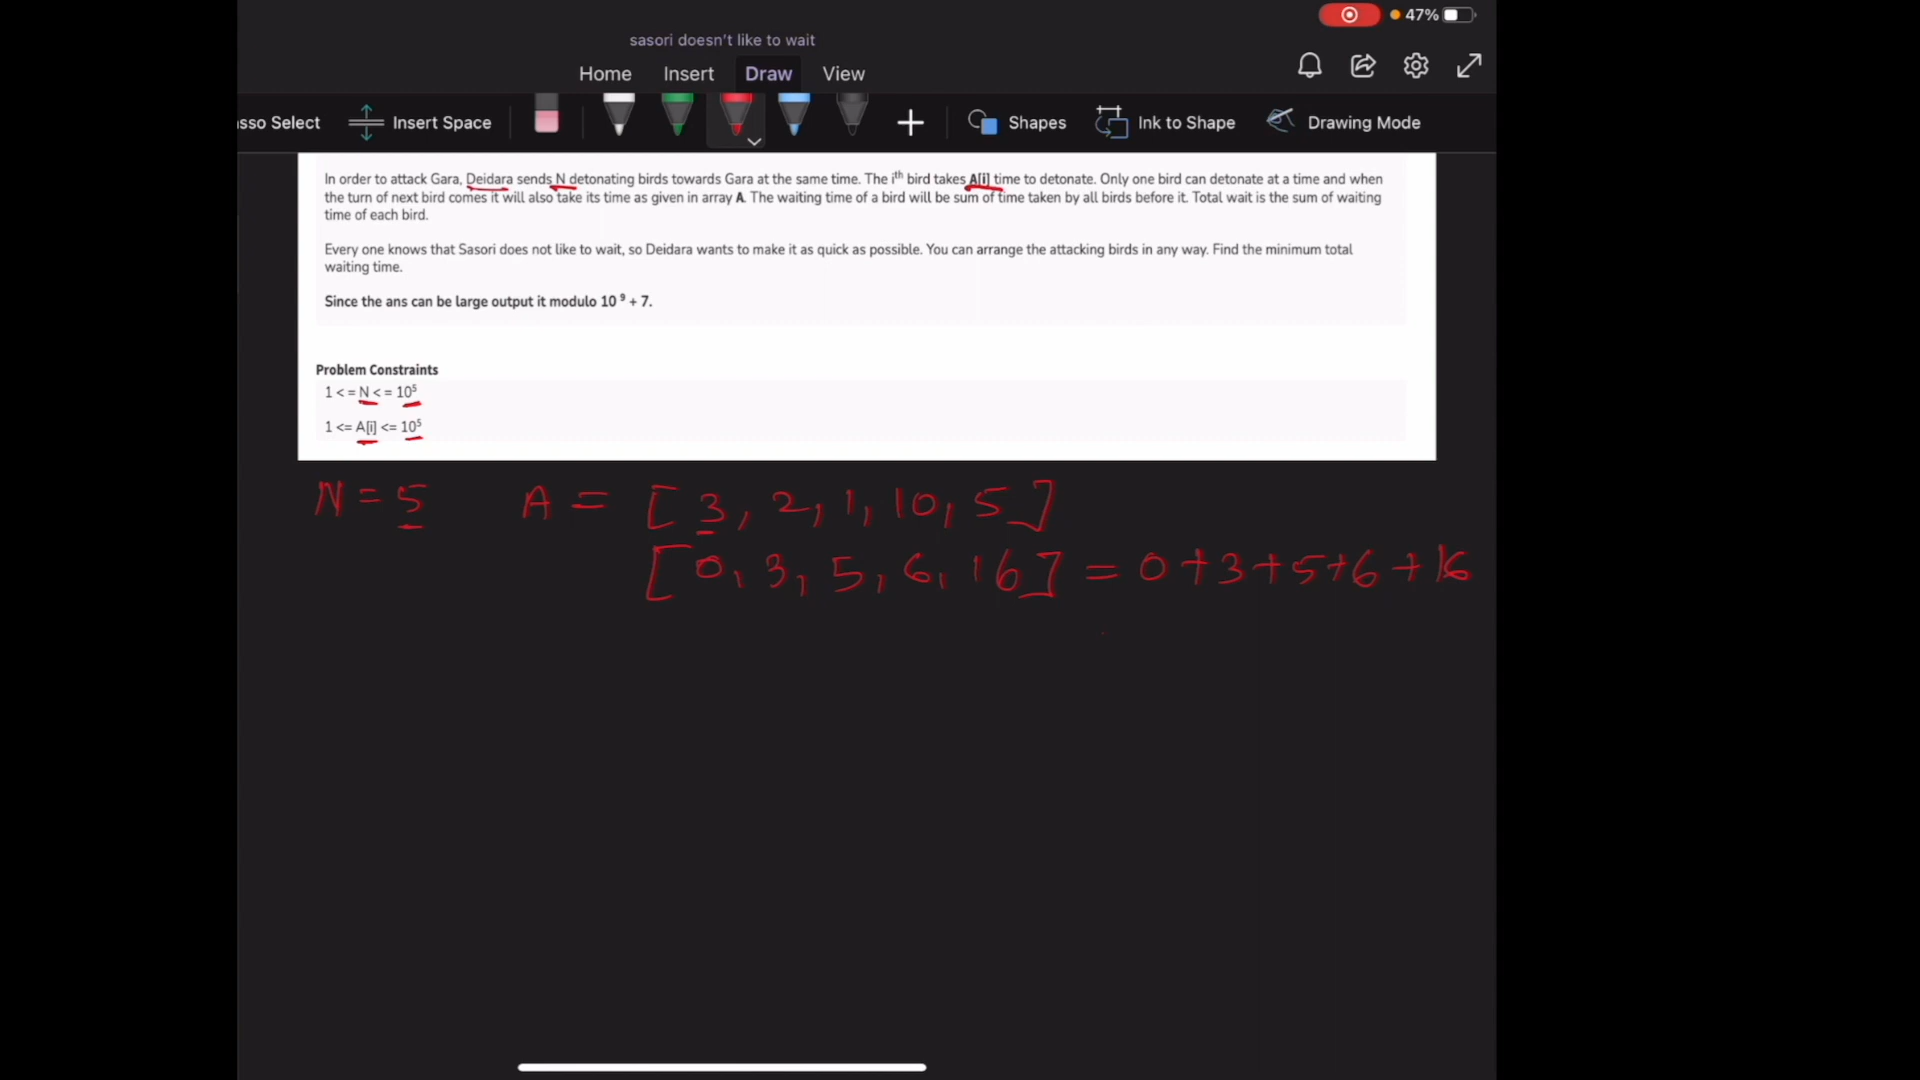 47%
sasori doesn't like to wait
Home Insert Draw View
asso Select Insert Space Shapes Ink to Shape Drawing Mode
In order to attack Gara, Deidara sends N detonating birds towards Gara at the same time. The iᵗʰ bird takes A[i] time to detonate. Only one bird can detonate at a time and when
the turn of next bird comes it will also take its time as given in array A. The waiting time of a bird will be sum of time taken by all birds before it. Total wait is the sum of waiting
time of each bird.
Every one knows that Sasori does not like to wait, so Deidara wants to make it as quick as possible. You can arrange the attacking birds in any way. Find the minimum total
waiting time.
Since the ans can be large output it modulo 10⁹ + 7.
Problem Constraints
1 < = N < = 10⁵
1 <= A[i] <= 10⁵
N = 5 A = [3, 2, 1, 10, 5]
[0, 3, 5, 6, 16] = 0+3+5+6+16